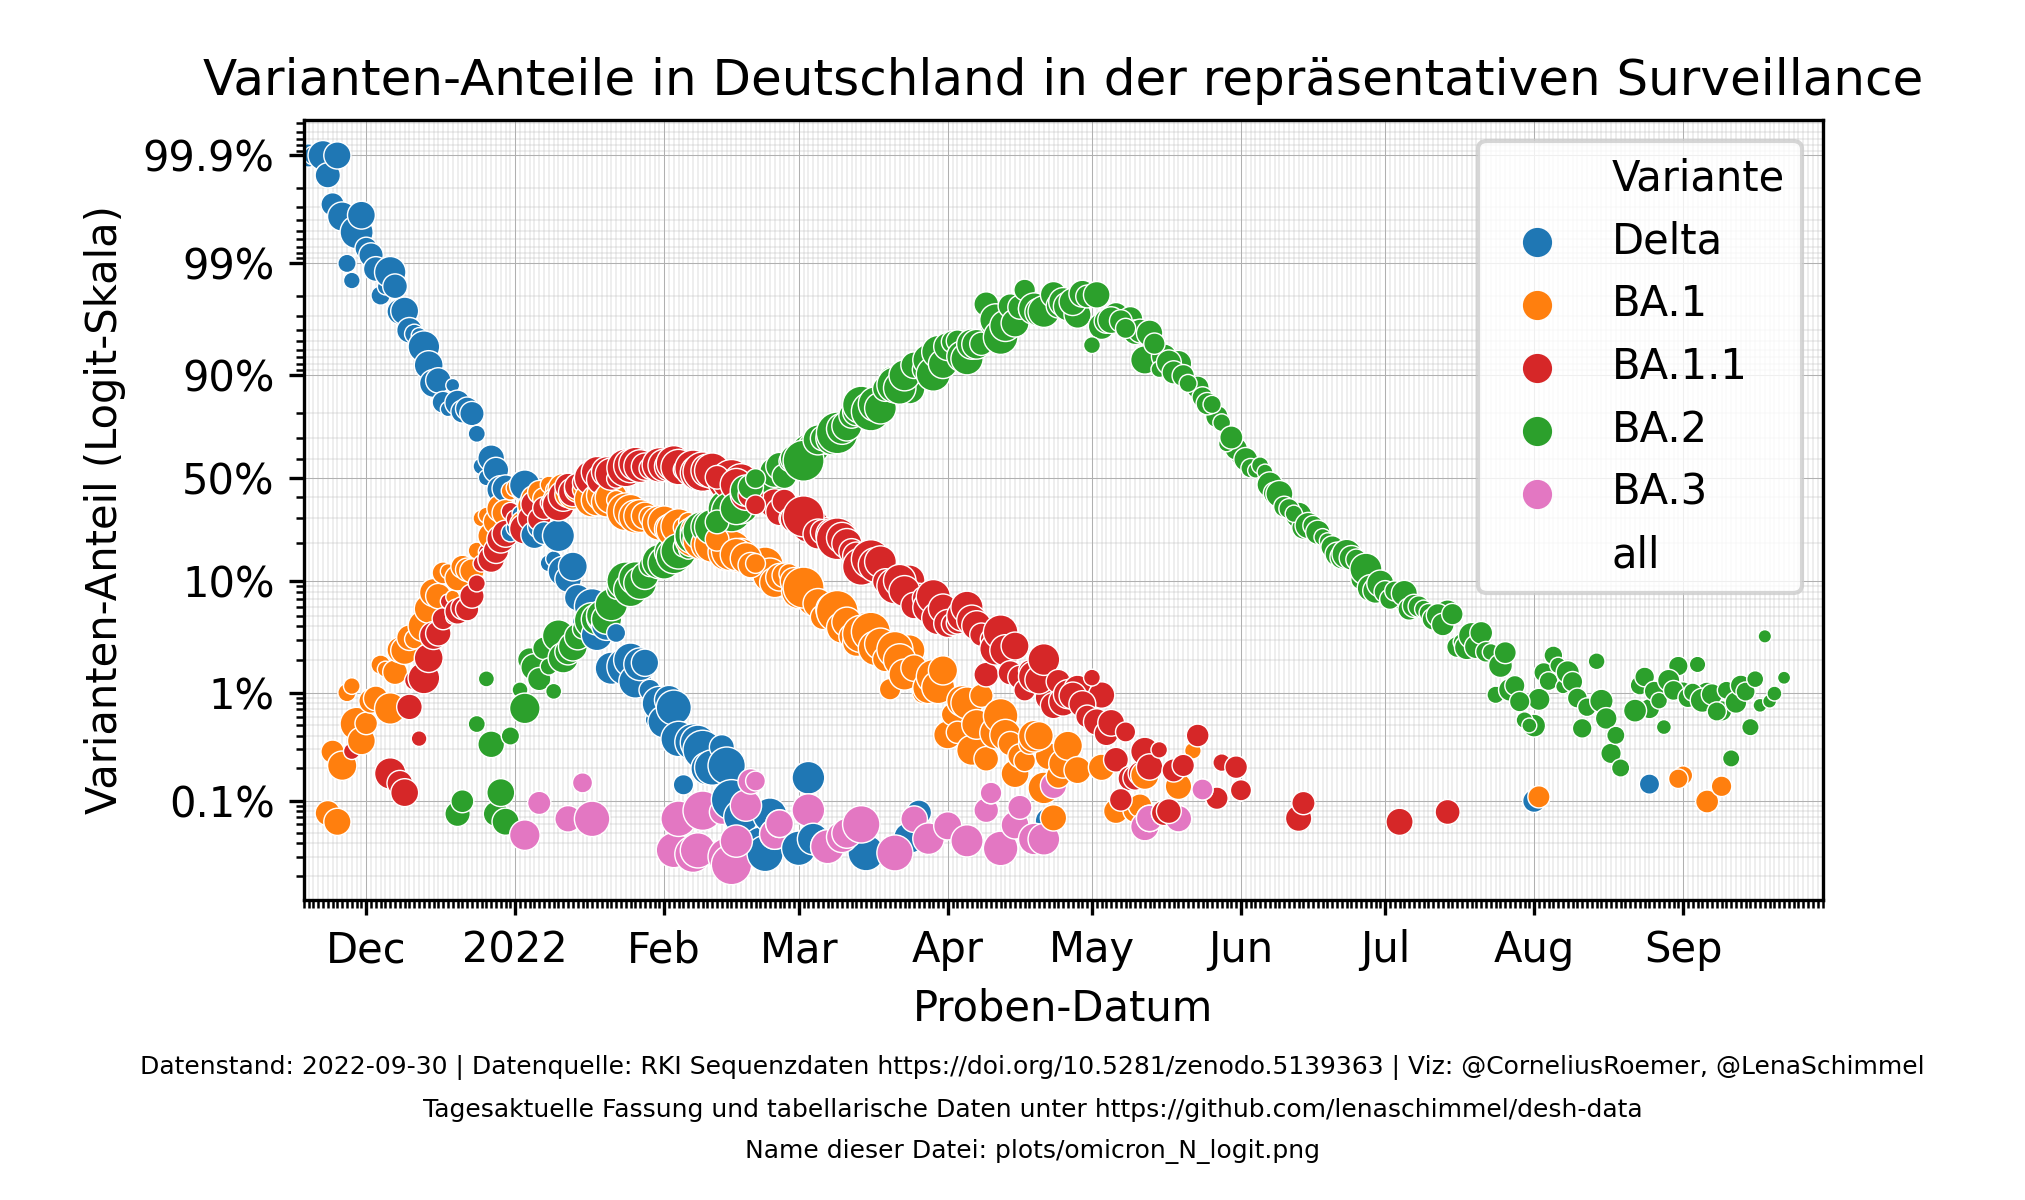 Varianten-Anteile in Deutschland in der repräsentativen Surveillance
Varianten-Anteil (Logit-Skala)
99.9%
99%
90%
50%
10%
1%
0.1%
Variante
Delta
BA.1
BA.1.1
BA.2
BA.3
all
Dec 2022 Feb Mar Apr May Jun Jul Aug Sep
Proben-Datum
Datenstand: 2022-09-30 | Datenquelle: RKI Sequenzdaten https://doi.org/10.5281/zenodo.5139363 | Viz: @CorneliusRoemer, @LenaSchimmel
Tagesaktuelle Fassung und tabellarische Daten unter https://github.com/lenaschimmel/desh-data
Name dieser Datei: plots/omicron_N_logit.png